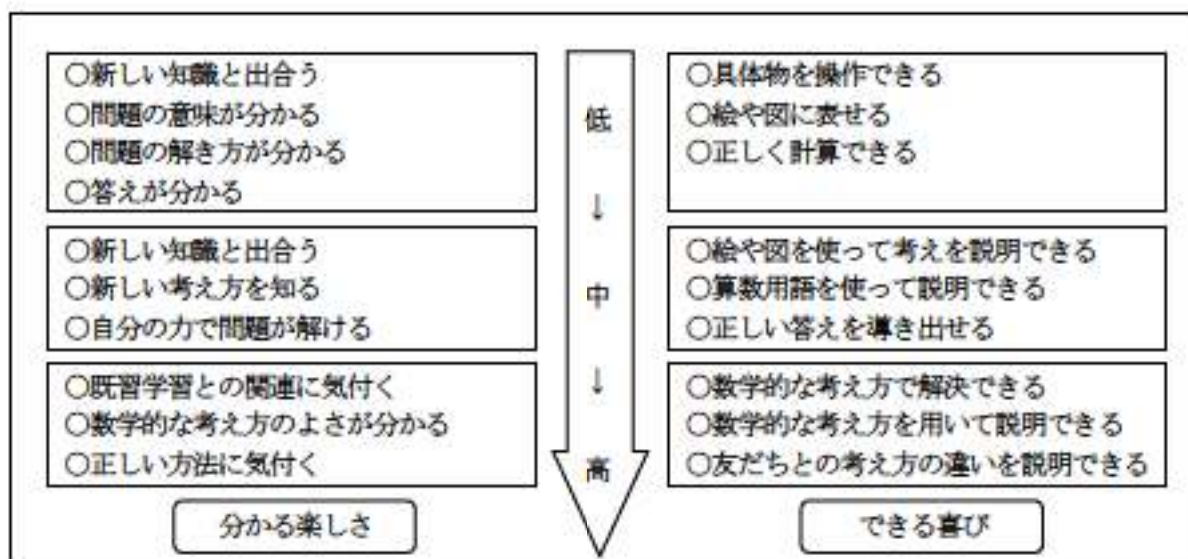 ○新しい知識と出合う
○問題の意味が分かる
○問題の解き方が分かる
○答えが分かる
○新しい知識と出合う
○新しい考え方を知る
○自分の力で問題が解ける
○既習学習との関連に気付く
○数学的な考え方のよさが分かる
○正しい方法に気付く
分かる楽しさ
低
↓
中
↓
高
○具体物を操作できる
○絵や図に表せる
○正しく計算できる
○絵や図を使って考えを説明できる
○算数用語を使って説明できる
○正しい答えを導き出せる
○数学的な考え方で解決できる
○数学的な考え方を用いて説明できる
○友だちとの考え方の違いを説明できる
できる喜び